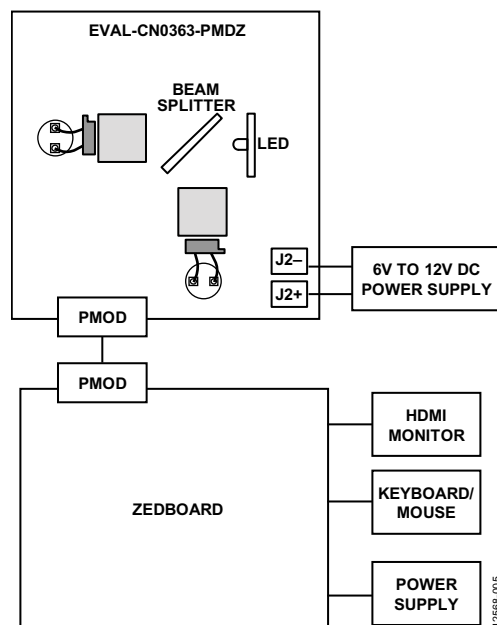 EVAL-CN0363-PMDZ
BEAM
SPLITTER
LED
J2–
J2+
6V TO 12V DC
POWER SUPPLY
PMOD
PMOD
ZEDBOARD
HDMI
MONITOR
KEYBOARD/
MOUSE
POWER
SUPPLY